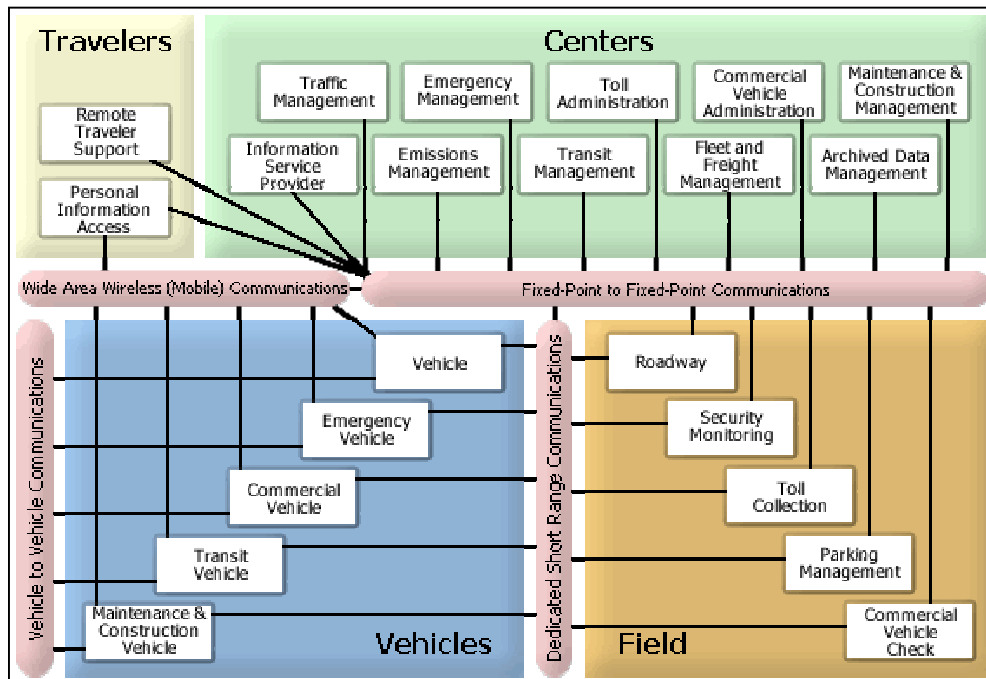 Travelers
Remote
Traveler
Support
Personal
Information
Access
Centers
Traffic
Management
Emergency
Management
Toll
Administration
Commercial
Vehicle
Administration
Maintenance &
Construction
Management
Information
Service
Provider
Emissions
Management
Transit
Management
Fleet and
Freight
Management
Archived Data
Management
Wide Area Wireless (Mobile) Communications
Fixed-Point to Fixed-Point Communications
Vehicle to Vehicle Communications
Vehicle
Emergency
Vehicle
Commercial
Vehicle
Transit
Vehicle
Maintenance &
Construction
Vehicle
Vehicles
Dedicated Short Range Communications
Roadway
Security
Monitoring
Toll
Collection
Parking
Management
Commercial
Vehicle
Check
Field